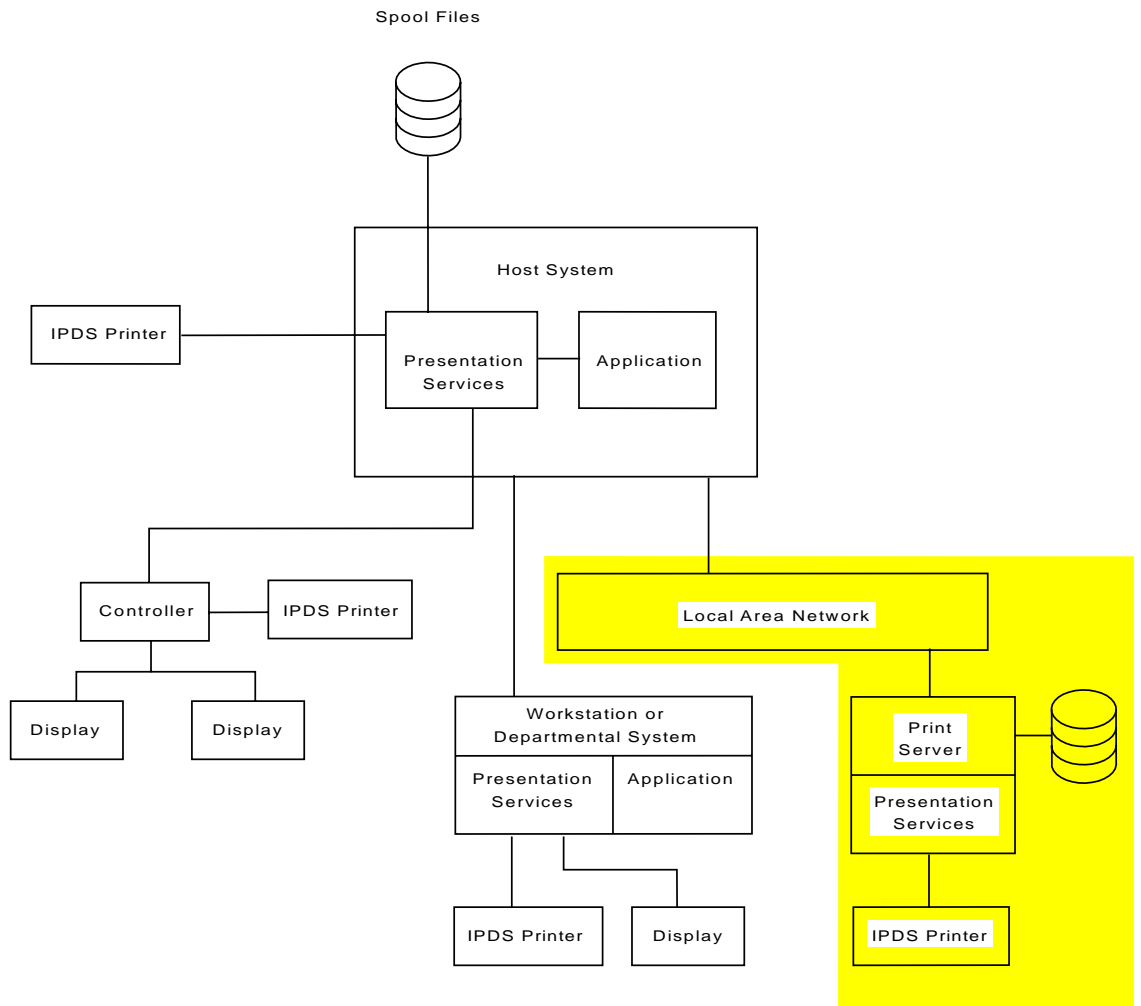 Spool Files
Host System
IPDS Printer
Presentation
Services
Application
Controller
IPDS Printer
Display
Display
Local Area Network
Workstation or
Departmental System
Presentation
Services
Application
IPDS Printer
Display
Print
Server
Presentation
Services
IPDS Printer